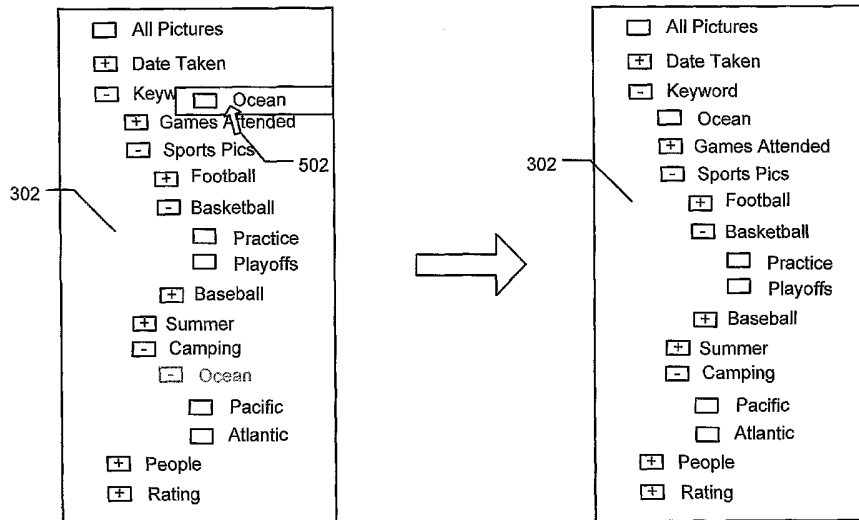 All Pictures
+ Date Taken
- Keyw
Ocean
+ Games Attended
- Sports Pics
502
+ Football
302
- Basketball
Practice
Playoffs
+ Baseball
+ Summer
- Camping
- Ocean
Pacific
Atlantic
+ People
+ Rating
All Pictures
+ Date Taken
- Keyword
Ocean
+ Games Attended
- Sports Pics
302
+ Football
- Basketball
Practice
Playoffs
+ Baseball
+ Summer
- Camping
Pacific
Atlantic
+ People
+ Rating